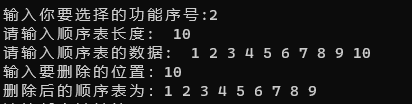 输入你要选择的功能序号:2
请输入顺序表长度: 10
请输入顺序表的数据: 1 2 3 4 5 6 7 8 9 10
输入要删除的位置: 10
删除后的顺序表为: 1 2 3 4 5 6 7 8 9